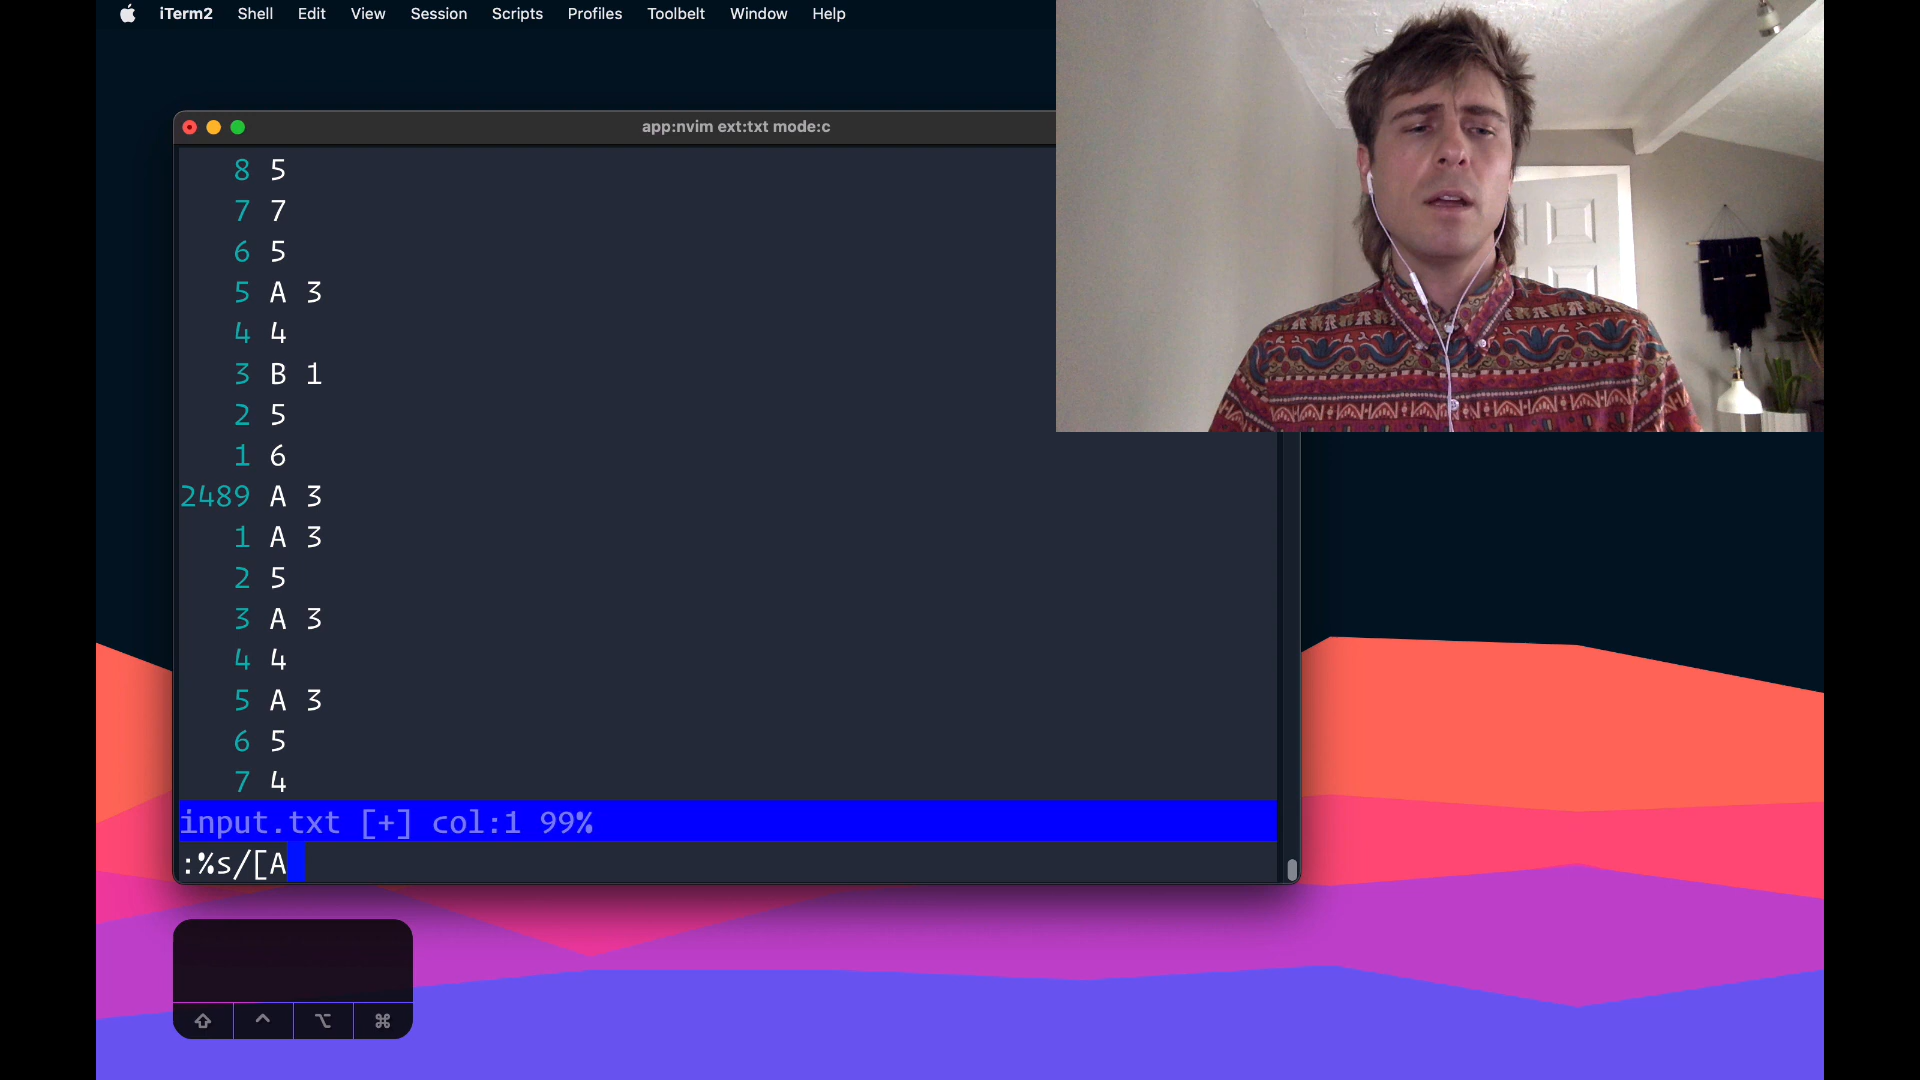 iTerm2 Shell Edit View Session Scripts Profiles Toolbelt Window Help
app:nvim ext:txt mode:c
8 5
7 7
6 5
5 A 3
4 4
3 B 1
2 5
1 6
2489 A 3
1 A 3
2 5
3 A 3
4 4
5 A 3
6 5
7 4
input.txt [+] col:1 99%
:%s/[A